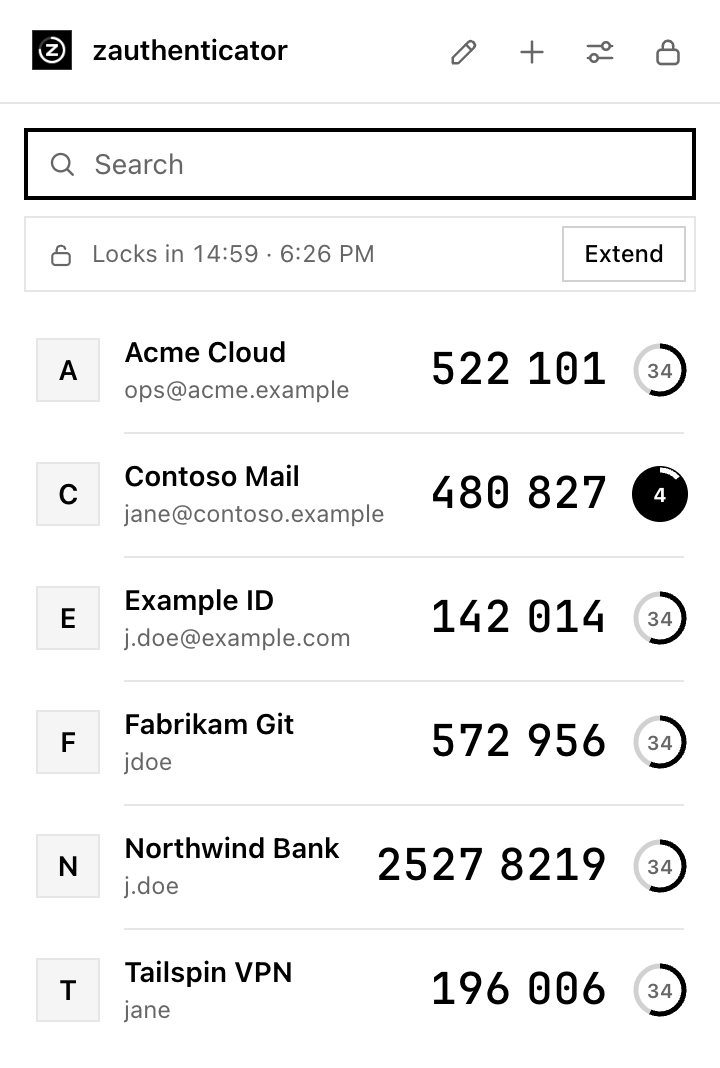 Z zauthenticator
Search
Locks in 14:59 · 6:26 PM Extend
A Acme Cloud 522 101 34
ops@acme.example
C Contoso Mail 480 827 4
jane@contoso.example
E Example ID 142 014 34
j.doe@example.com
F Fabrikam Git 572 956 34
jdoe
N Northwind Bank 2527 8219 34
j.doe
T Tailspin VPN 196 006 34
jane